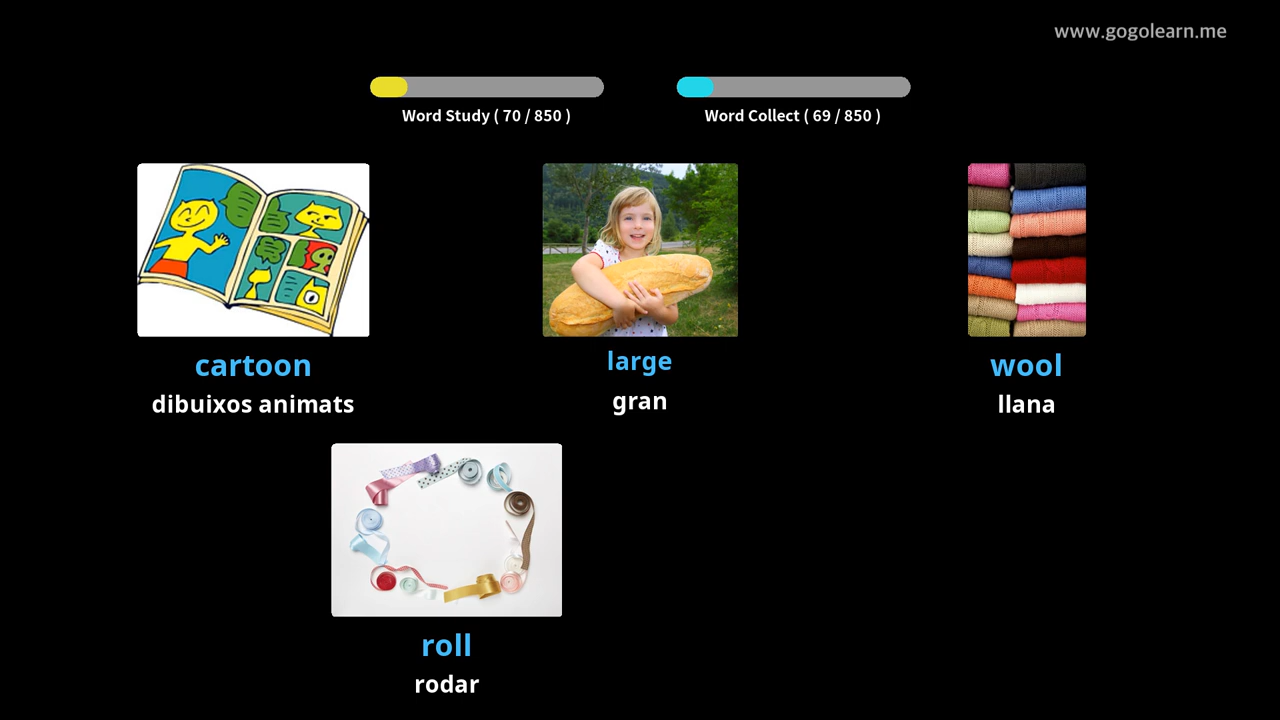 www.gogolearn.me
Word Study ( 70 / 850 )
Word Collect ( 69 / 850 )
cartoon
dibuixos animats
large
gran
wool
llana
roll
rodar